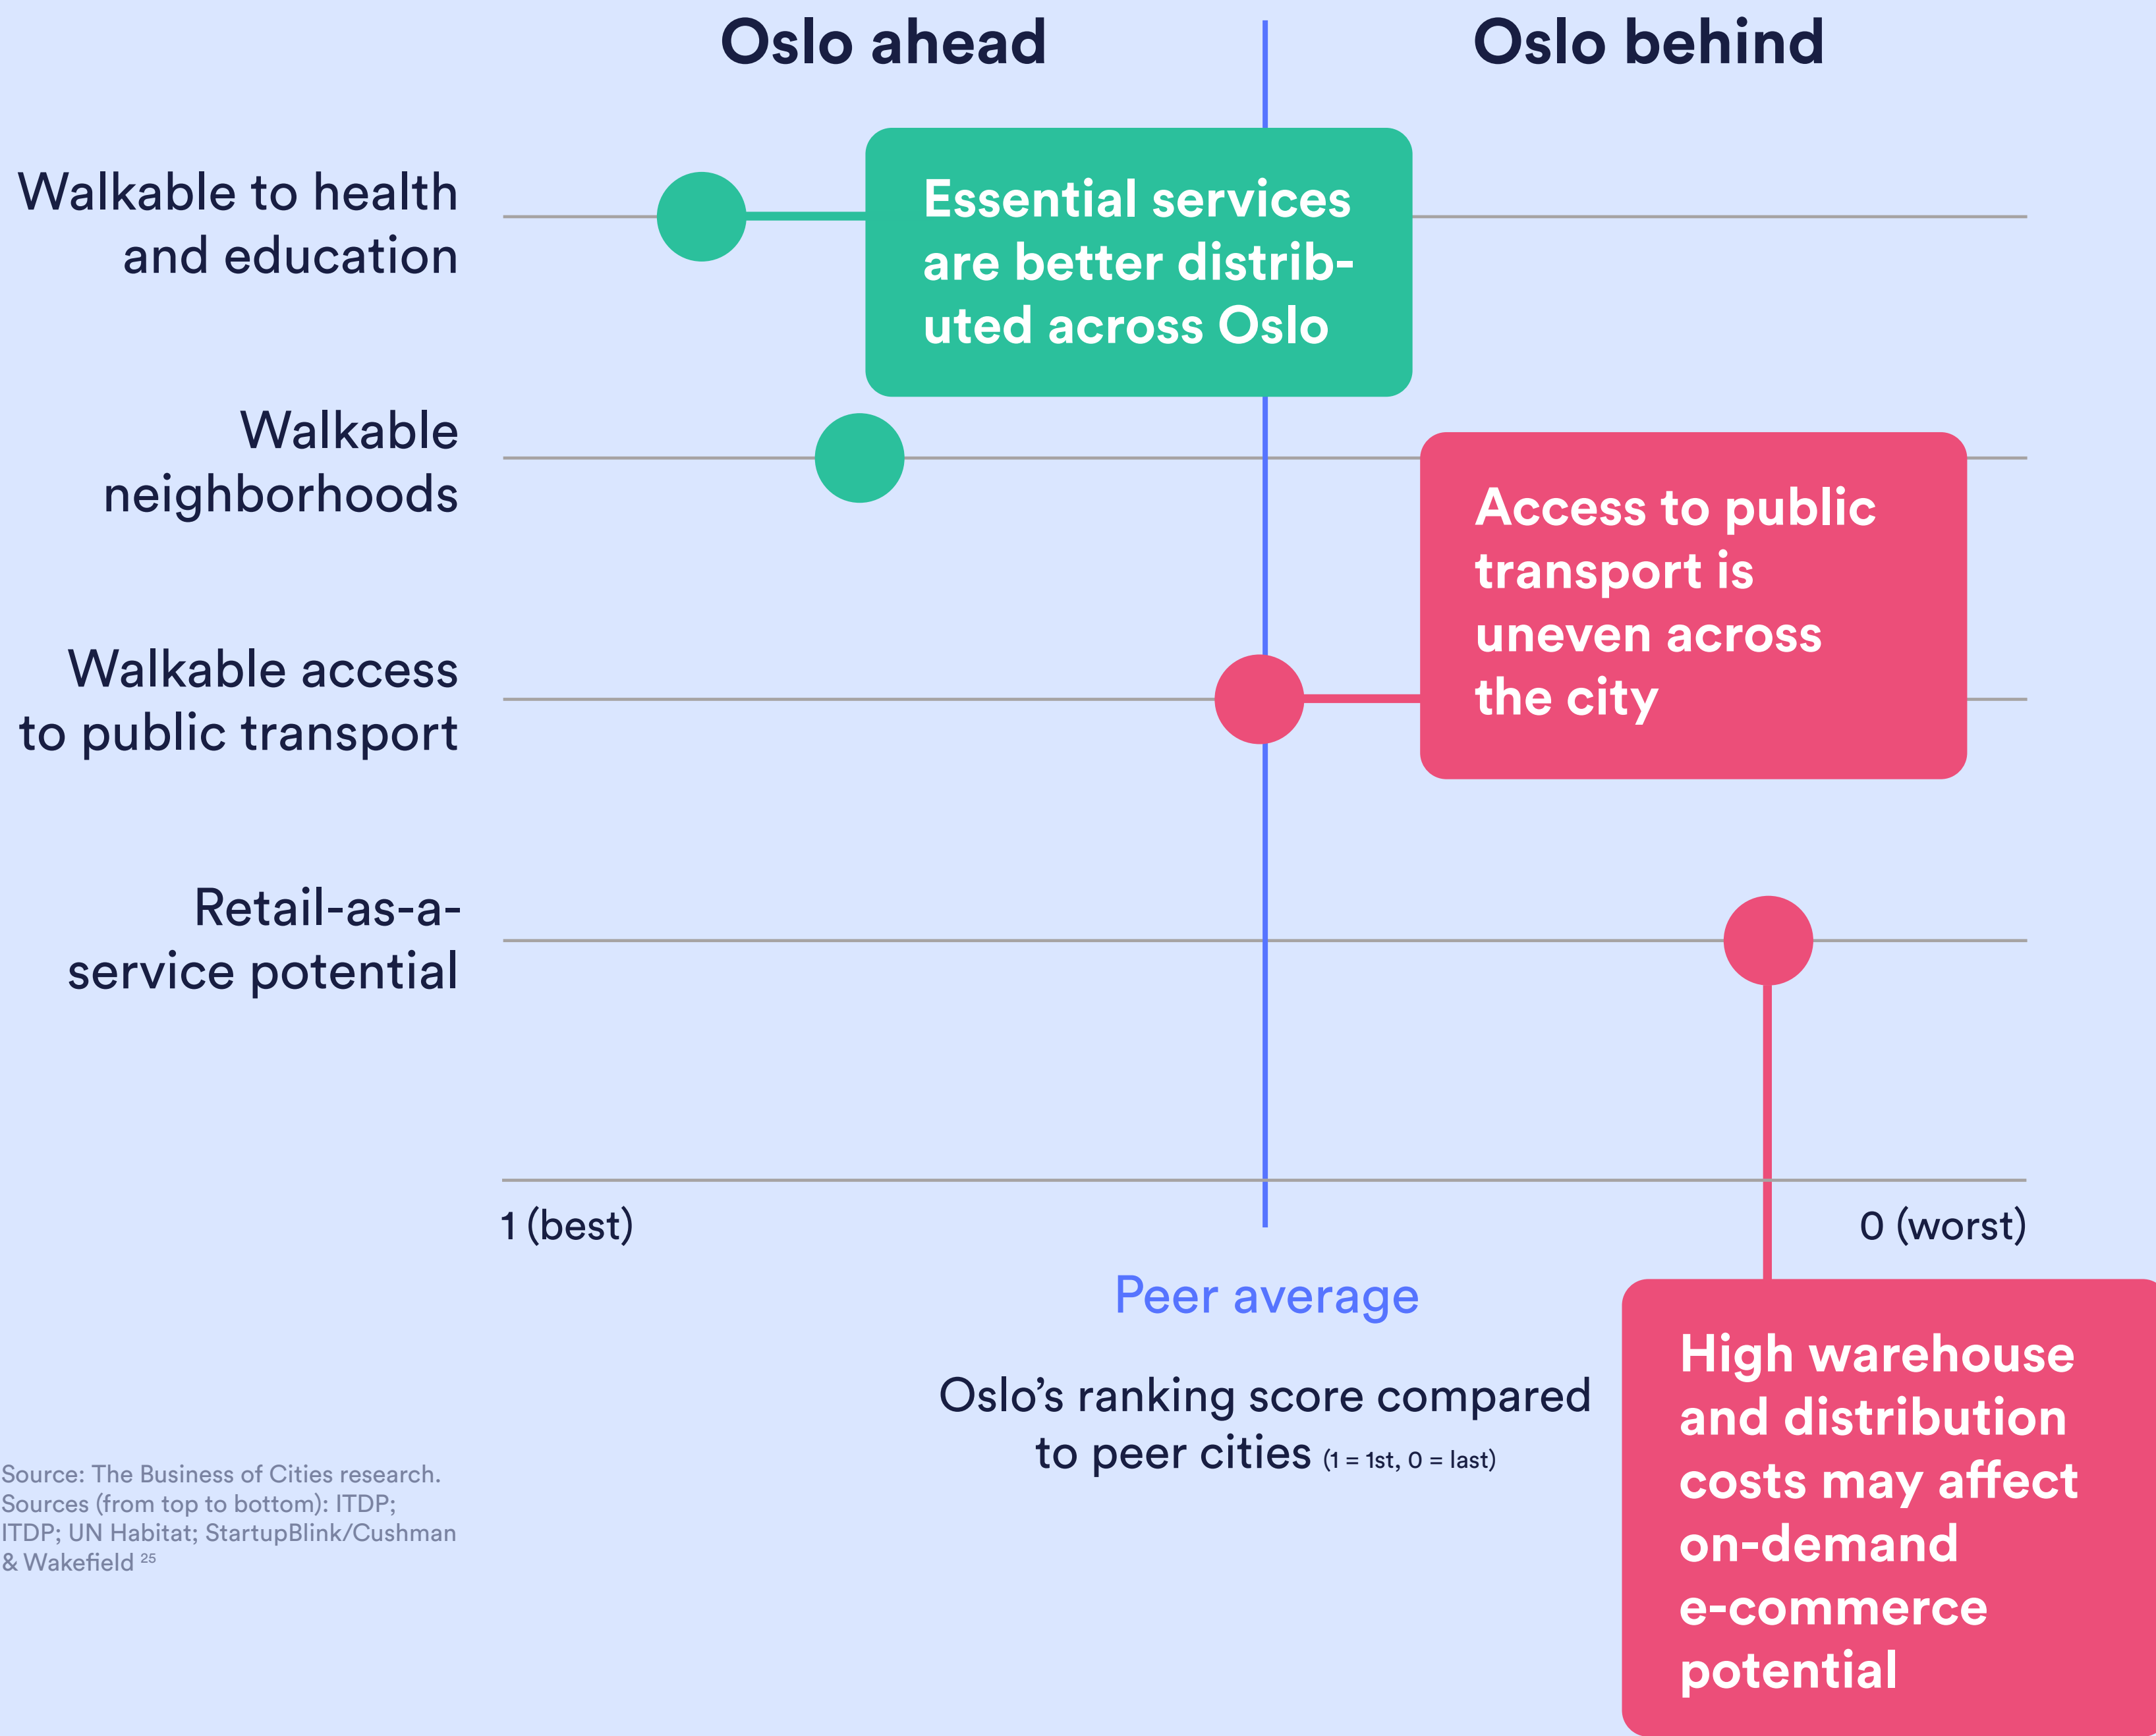 Oslo ahead
Oslo behind
Walkable to health
and education
Essential services
are better distrib-
uted across Oslo
Walkable
neighborhoods
Access to public
transport is
uneven across
the city
Walkable access
to public transport
Retail-as-a-
service potential
1 (best)
0 (worst)
Peer average
Oslo’s ranking score compared
to peer cities (1 = 1st, 0 = last)
High warehouse
and distribution
costs may affect
on-demand
e-commerce
potential
Source: The Business of Cities research.
Sources (from top to bottom): ITDP;
ITDP; UN Habitat; StartupBlink/Cushman
& Wakefield 25